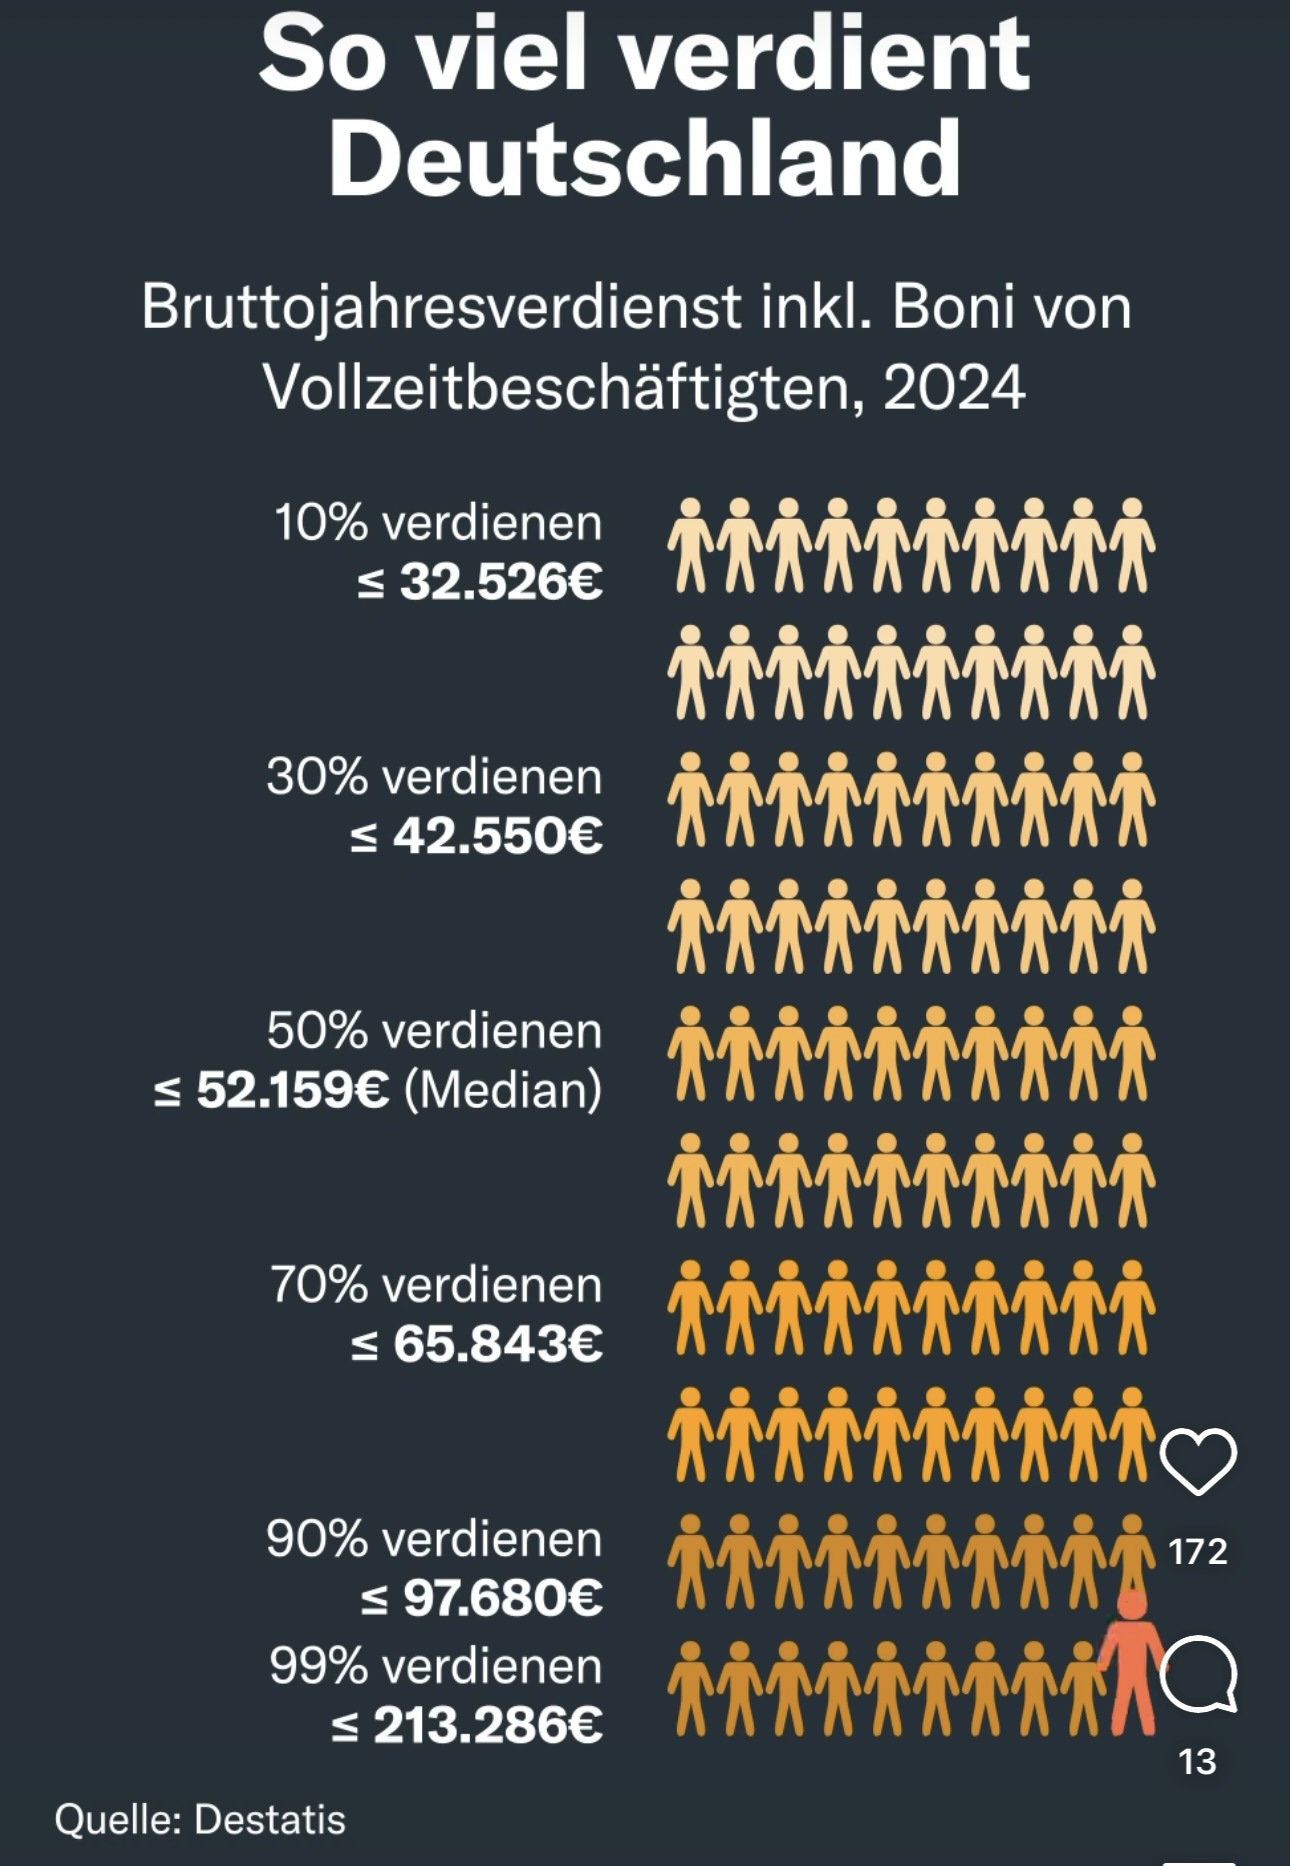 So viel verdient
Deutschland
Bruttojahresverdienst inkl. Boni von
Vollzeitbeschäftigten, 2024
10% verdienen
≤ 32.526€
30% verdienen
≤ 42.550€
50% verdienen
≤ 52.159€ (Median)
70% verdienen
≤ 65.843€
90% verdienen
≤ 97.680€
172
99% verdienen
≤ 213.286€
13
Quelle: Destatis